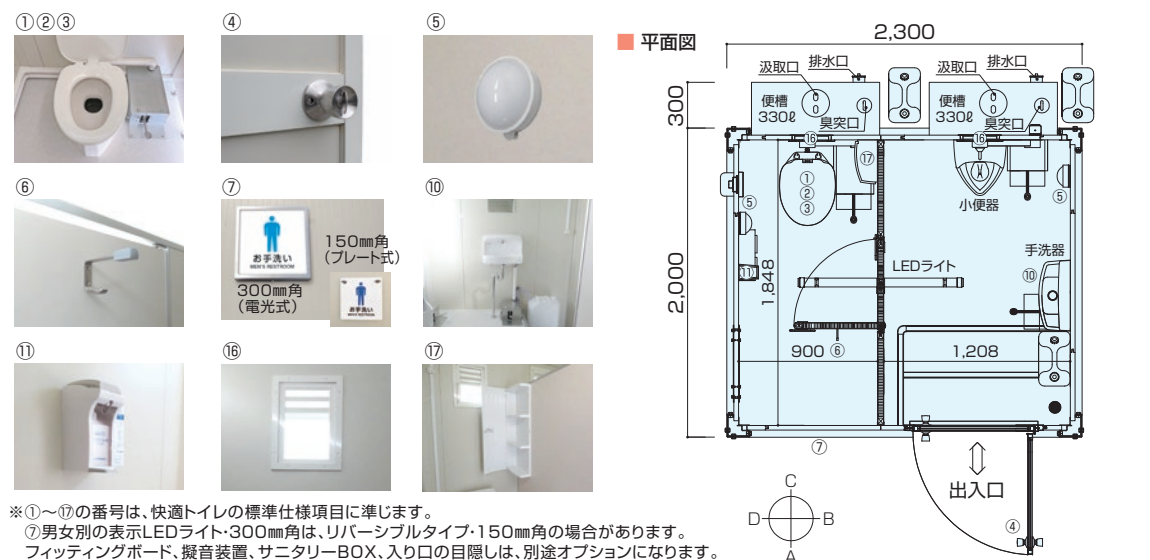 ①②③
④
⑤
⑥
⑦
⑩
お手洗い
MEN'S RESTROOM
150㎜角
(プレート式)
300㎜角
(電光式)
お手洗い
⑪
⑯
⑰
※①〜⑰の番号は、快適トイレの標準仕様項目に準じます。
⑦男女別の表示LEDライト・300㎜角は、リバーシブルタイプ・150㎜角の場合があります。
フィッティングボード、擬音装置、サニタリーBOX、入り口の目隠しは、別途オプションになります。
■ 平面図
2,300
汲取口 排水口 汲取口 排水口
300
便槽
330ℓ
臭突口
便槽
330ℓ
臭突口
⑯ ⑰ ⑯
①
②
③
⑤ ⑤
小便器
手洗器
⑪ ⑩
LEDライト
2,000
1,848
900 ⑥ 1,208
⑦
出入口
④
C
D B
A